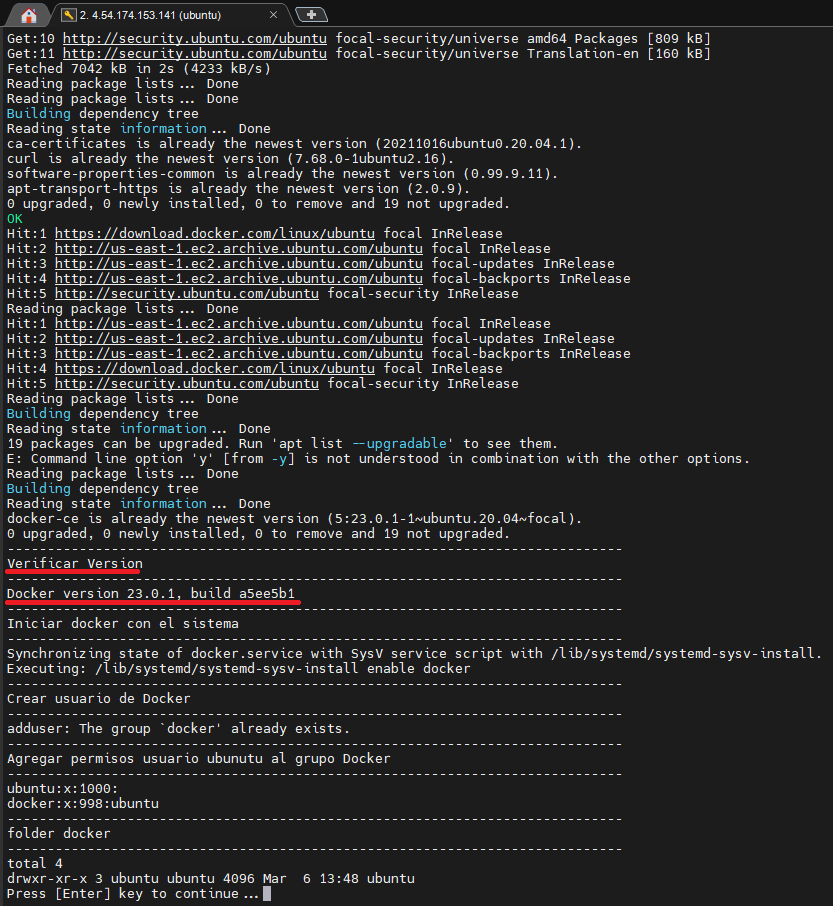 2. 4.54.174.153.141 (ubuntu)
Get:10 http://security.ubuntu.com/ubuntu focal-security/universe amd64 Packages [809 kB]
Get:11 http://security.ubuntu.com/ubuntu focal-security/universe Translation-en [160 kB]
Fetched 7042 kB in 2s (4233 kB/s)
Reading package lists... Done
Reading package lists... Done
Building dependency tree
Reading state information... Done
ca-certificates is already the newest version (20211016ubuntu0.20.04.1).
curl is already the newest version (7.68.0-1ubuntu2.16).
software-properties-common is already the newest version (0.99.9.11).
apt-transport-https is already the newest version (2.0.9).
0 upgraded, 0 newly installed, 0 to remove and 19 not upgraded.
OK
Hit:1 https://download.docker.com/linux/ubuntu focal InRelease
Hit:2 http://us-east-1.ec2.archive.ubuntu.com/ubuntu focal InRelease
Hit:3 http://us-east-1.ec2.archive.ubuntu.com/ubuntu focal-updates InRelease
Hit:4 http://us-east-1.ec2.archive.ubuntu.com/ubuntu focal-backports InRelease
Hit:5 http://security.ubuntu.com/ubuntu focal-security InRelease
Reading package lists... Done
Hit:1 http://us-east-1.ec2.archive.ubuntu.com/ubuntu focal InRelease
Hit:2 http://us-east-1.ec2.archive.ubuntu.com/ubuntu focal-updates InRelease
Hit:3 http://us-east-1.ec2.archive.ubuntu.com/ubuntu focal-backports InRelease
Hit:4 https://download.docker.com/linux/ubuntu focal InRelease
Hit:5 http://security.ubuntu.com/ubuntu focal-security InRelease
Reading package lists... Done
Building dependency tree
Reading state information... Done
19 packages can be upgraded. Run 'apt list --upgradable' to see them.
E: Command line option 'y' [from -y] is not understood in combination with the other options.
Reading package lists... Done
Building dependency tree
Reading state information... Done
docker-ce is already the newest version (5:23.0.1-1~ubuntu.20.04~focal).
0 upgraded, 0 newly installed, 0 to remove and 19 not upgraded.
-----------------------------------------------------------------------------
Verificar Version
-----------------------------------------------------------------------------
Docker version 23.0.1, build a5ee5b1
-----------------------------------------------------------------------------
Iniciar docker con el sistema
-----------------------------------------------------------------------------
Synchronizing state of docker.service with SysV service script with /lib/systemd/systemd-sysv-install.
Executing: /lib/systemd/systemd-sysv-install enable docker
-----------------------------------------------------------------------------
Crear usuario de Docker
-----------------------------------------------------------------------------
adduser: The group `docker' already exists.
-----------------------------------------------------------------------------
Agregar permisos usuario ubunutu al grupo Docker
-----------------------------------------------------------------------------
ubuntu:x:1000:
docker:x:998:ubuntu
-----------------------------------------------------------------------------
folder docker
-----------------------------------------------------------------------------
total 4
drwxr-xr-x 3 ubuntu ubuntu 4096 Mar  6 13:48 ubuntu
Press [Enter] key to continue...